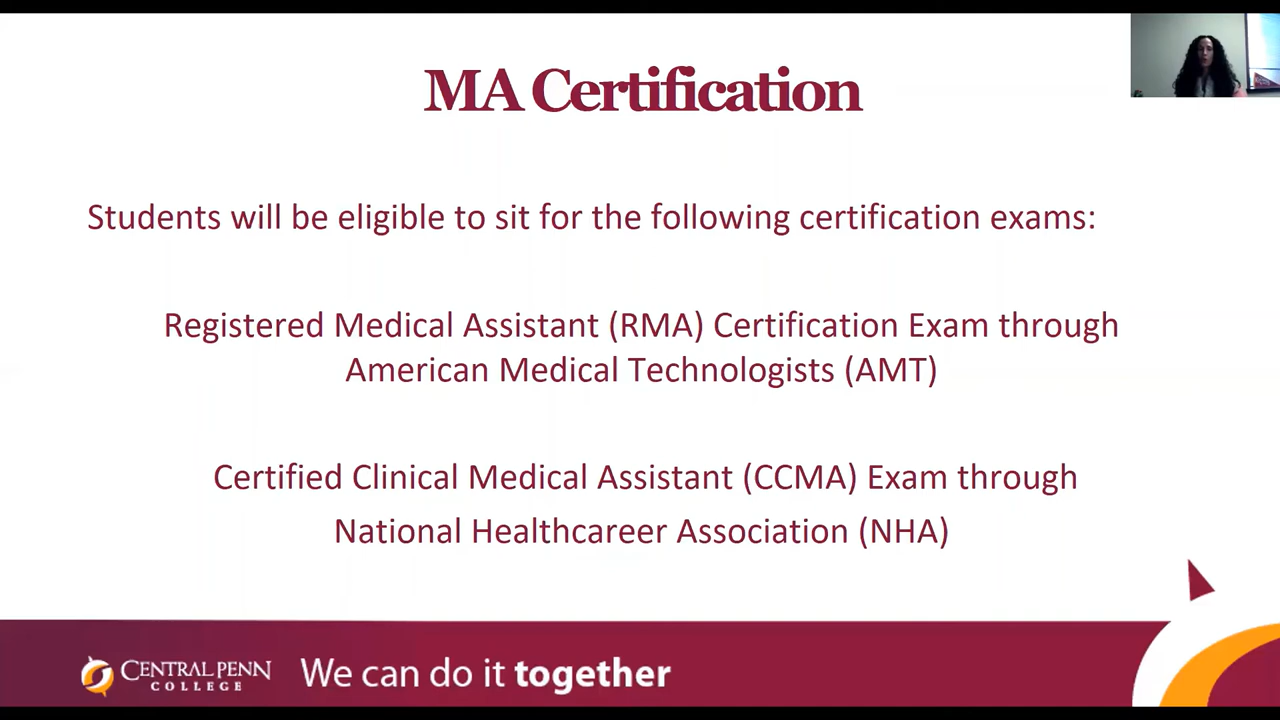 MA Certification
Students will be eligible to sit for the following certification exams:
Registered Medical Assistant (RMA) Certification Exam through
American Medical Technologists (AMT)
Certified Clinical Medical Assistant (CCMA) Exam through
National Healthcareer Association (NHA)
CENTRAL PENN
COLLEGE
We can do it together